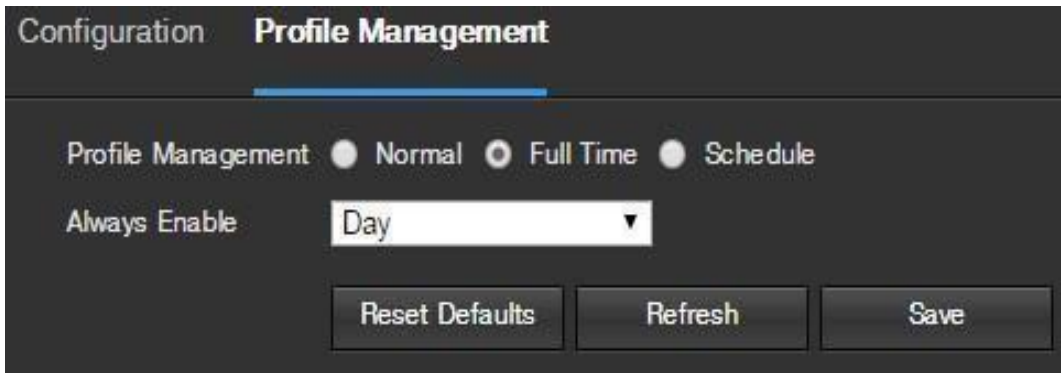 Configuration Profile Management
Profile Management Normal Full Time Schedule
Always Enable Day
Reset Defaults Refresh Save